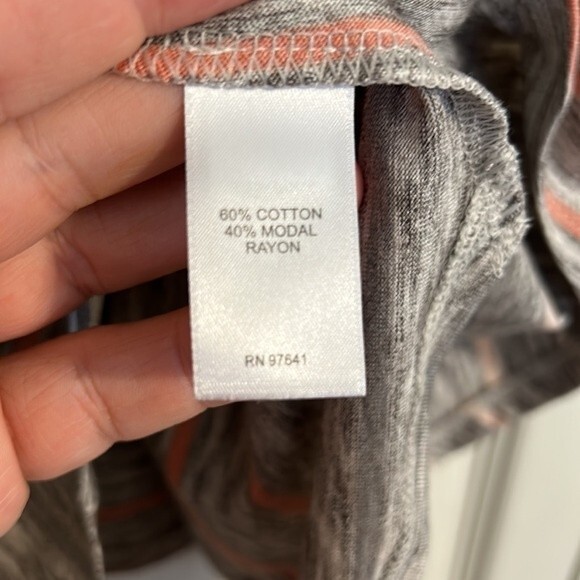 60% COTTON
40% MODAL
RAYON
RN 97641